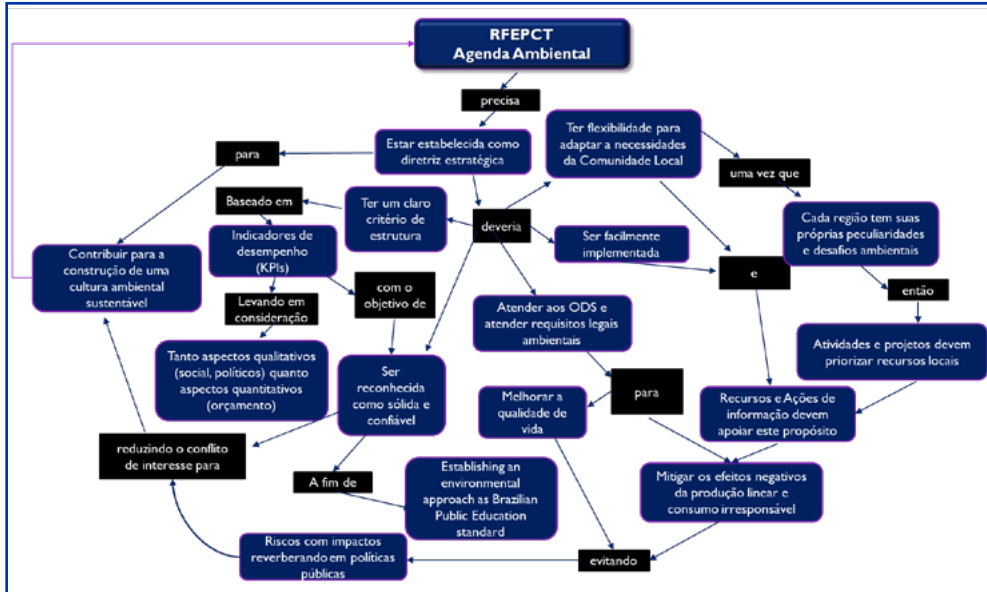 RFEPCT
Agenda Ambiental
precisa
Estar estabelecida como
diretriz estratégica
para
Ter flexibilidade para
adaptar a necessidades
da Comunidade Local
uma vez que
Baseado em
Ter um claro
critério de
estrutura
deveria
Cada região tem suas
próprias peculiaridades
e desafios ambientais
Contribuir para a
construção de uma
cultura ambiental
sustentável
Indicadores de
desempenho
(KPIs)
Ser facilmente
implementada
e
com o
objetivo de
então
Levando em
consideração
Atender aos ODS e
atender requisitos legais
ambientais
Atividades e projetos devem
priorizar recursos locais
Tanto aspectos qualitativos
(social, políticos) quanto
aspectos quantitativos
(orçamento)
Ser
reconhecida
como sólida e
confiável
Melhorar a
qualidade de
vida
para
Recursos e Ações de
informação devem
apoiar este propósito
reduzindo o conflito
de interesse para
A fim de
Establishing an
environmental
approach as Brazilian
Public Education
standard
Mitigar os efeitos negativos
da produção linear e
consumo irresponsável
Riscos com impactos
reverberando em políticas
públicas
evitando